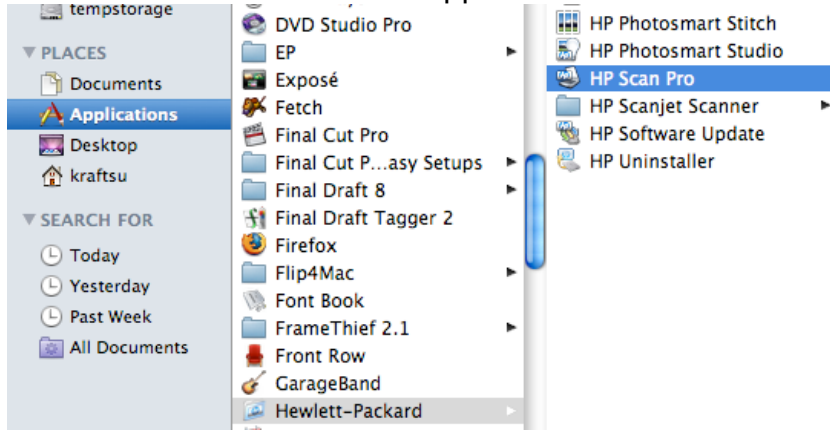 tempstorage
PLACES
Documents
Applications
Desktop
kraftsu
SEARCH FOR
Today
Yesterday
Past Week
All Documents
DVD Studio Pro
EP
Exposé
Fetch
Final Cut Pro
Final Cut P...asy Setups
Final Draft 8
Final Draft Tagger 2
Firefox
Flip4Mac
Font Book
FrameThief 2.1
Front Row
GarageBand
Hewlett-Packard
HP Photosmart Stitch
HP Photosmart Studio
HP Scan Pro
HP Scanjet Scanner
HP Software Update
HP Uninstaller